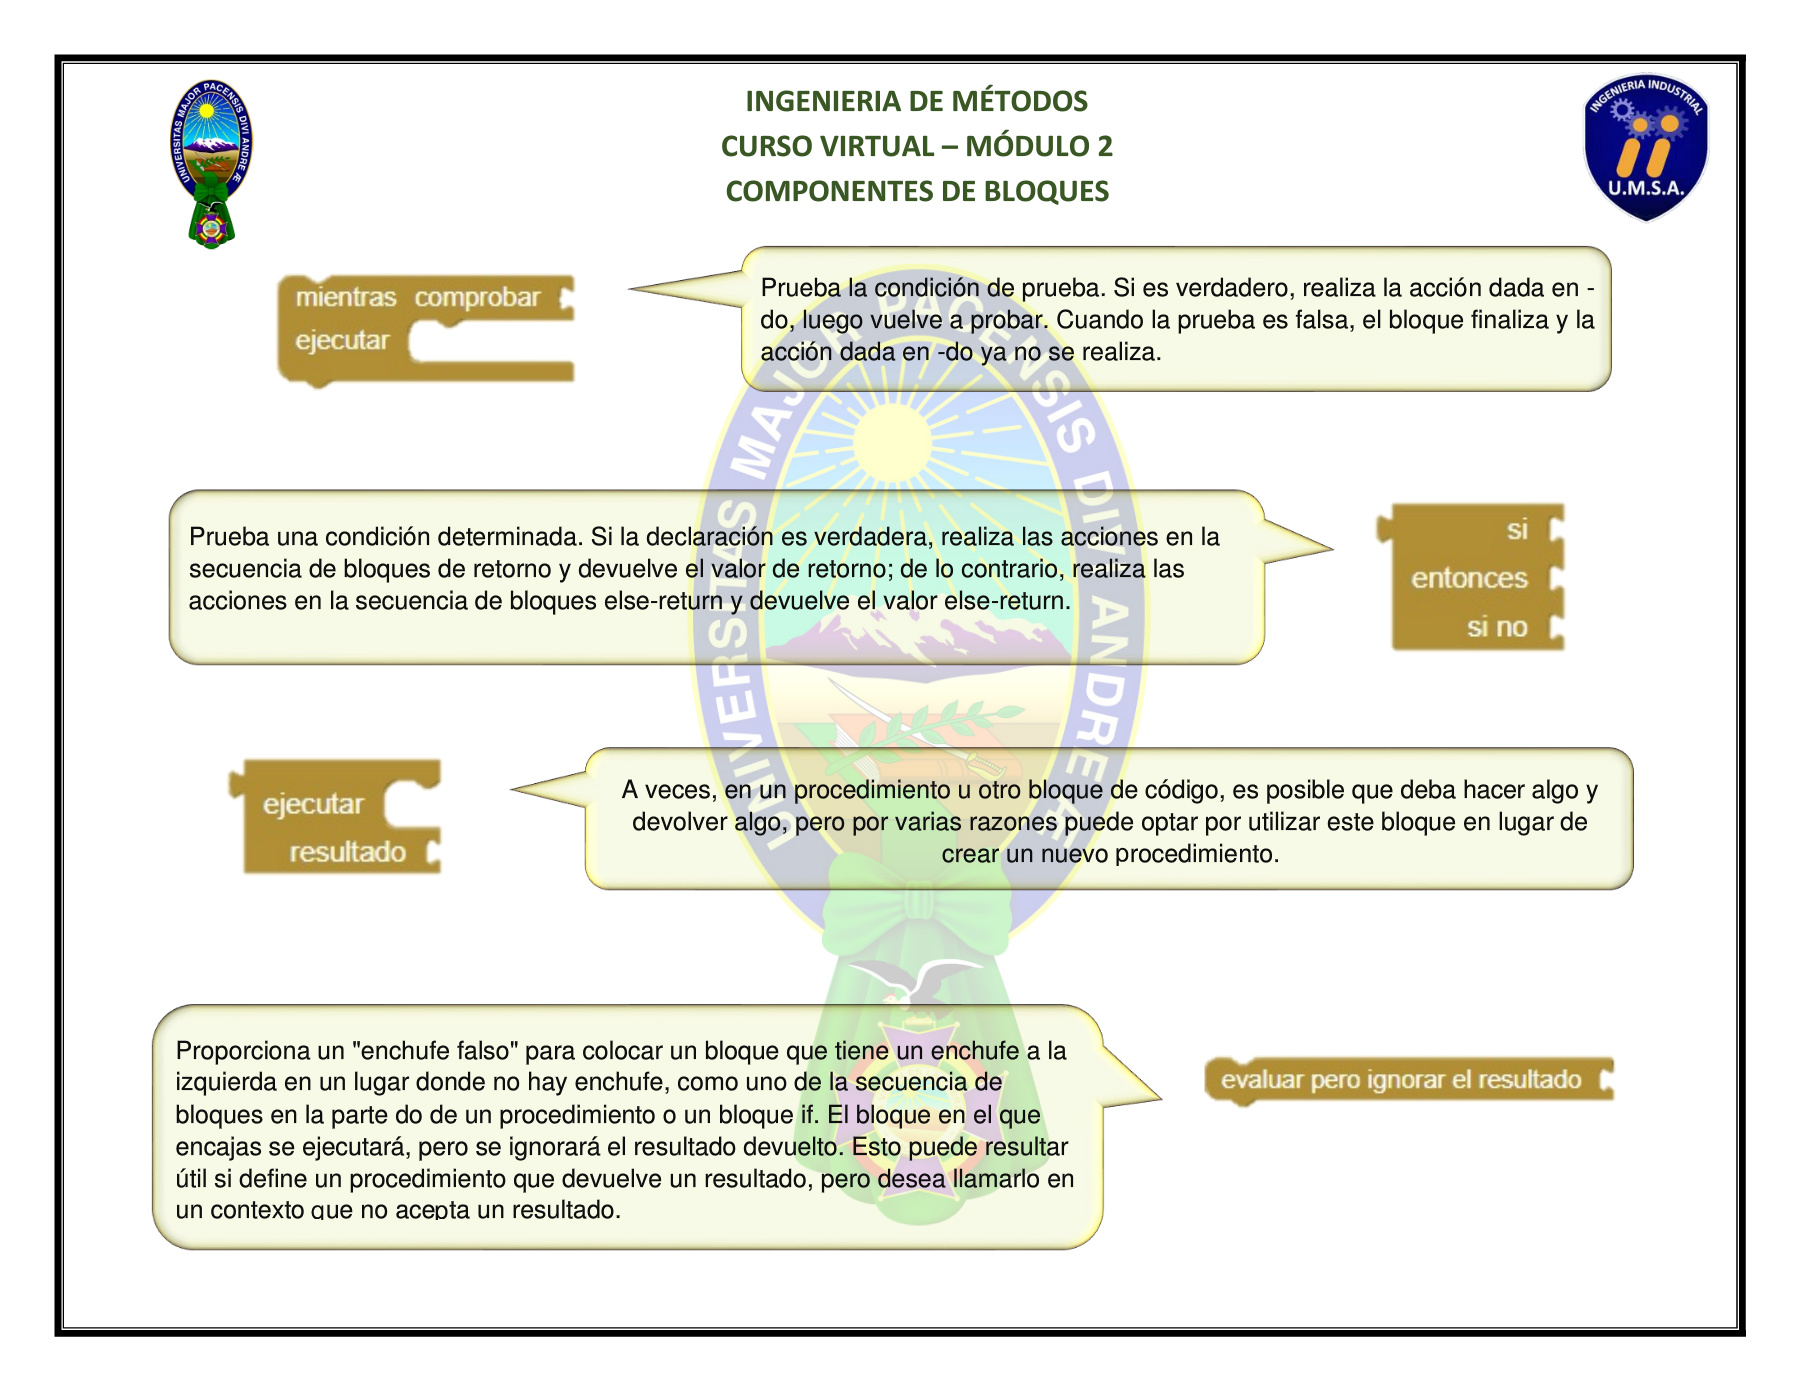 INGENIERIA DE MÉTODOS
CURSO VIRTUAL – MÓDULO 2
COMPONENTES DE BLOQUES
UNIVERSITAS MAJOR PACENSIS DIVI ANDRE Æ
INGENIERIA INDUSTRIAL
U.M.S.A.
mientras comprobar
ejecutar
Prueba la condición de prueba. Si es verdadero, realiza la acción dada en -
do, luego vuelve a probar. Cuando la prueba es falsa, el bloque finaliza y la
acción dada en -do ya no se realiza.
UNIVERSITAS MAJOR PACENSIS DIVI ANDRE Æ
Prueba una condición determinada. Si la declaración es verdadera, realiza las acciones en la
secuencia de bloques de retorno y devuelve el valor de retorno; de lo contrario, realiza las
acciones en la secuencia de bloques else-return y devuelve el valor else-return.
si
entonces
si no
ejecutar
resultado
A veces, en un procedimiento u otro bloque de código, es posible que deba hacer algo y
devolver algo, pero por varias razones puede optar por utilizar este bloque en lugar de
crear un nuevo procedimiento.
Proporciona un "enchufe falso" para colocar un bloque que tiene un enchufe a la
izquierda en un lugar donde no hay enchufe, como uno de la secuencia de
bloques en la parte do de un procedimiento o un bloque if. El bloque en el que
encajas se ejecutará, pero se ignorará el resultado devuelto. Esto puede resultar
útil si define un procedimiento que devuelve un resultado, pero desea llamarlo en
un contexto que no acepta un resultado.
evaluar pero ignorar el resultado